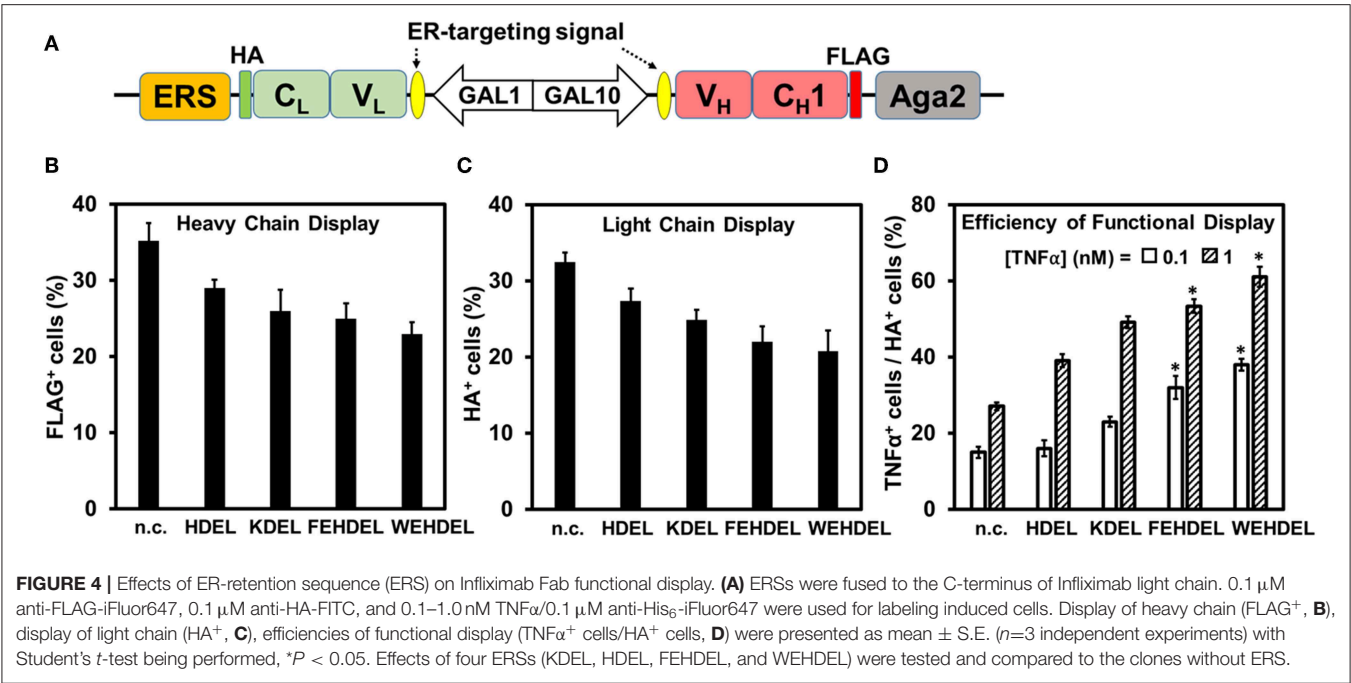 A
ER-targeting signal
HA
FLAG
ERS
CL
VL
GAL1
GAL10
VH
CH1
Aga2
B
Heavy Chain Display
FLAG+ cells (%)
40
30
20
10
0
n.c. HDEL KDEL FEHDEL WEHDEL
C
Light Chain Display
HA+ cells (%)
40
30
20
10
0
n.c. HDEL KDEL FEHDEL WEHDEL
D
Efficiency of Functional Display
[TNFα] (nM) = 0.1 1
TNFα+ cells / HA+ cells (%)
80
60
40
20
0
* * * *
n.c. HDEL KDEL FEHDEL WEHDEL
FIGURE 4 | Effects of ER-retention sequence (ERS) on Infliximab Fab functional display. (A) ERSs were fused to the C-terminus of Infliximab light chain. 0.1 μM
anti-FLAG-iFluor647, 0.1 μM anti-HA-FITC, and 0.1–1.0 nM TNFα/0.1 μM anti-His6-iFluor647 were used for labeling induced cells. Display of heavy chain (FLAG+, B),
display of light chain (HA+, C), efficiencies of functional display (TNFα+ cells/HA+ cells, D) were presented as mean ± S.E. (n=3 independent experiments) with
Student's t-test being performed, *P < 0.05. Effects of four ERSs (KDEL, HDEL, FEHDEL, and WEHDEL) were tested and compared to the clones without ERS.